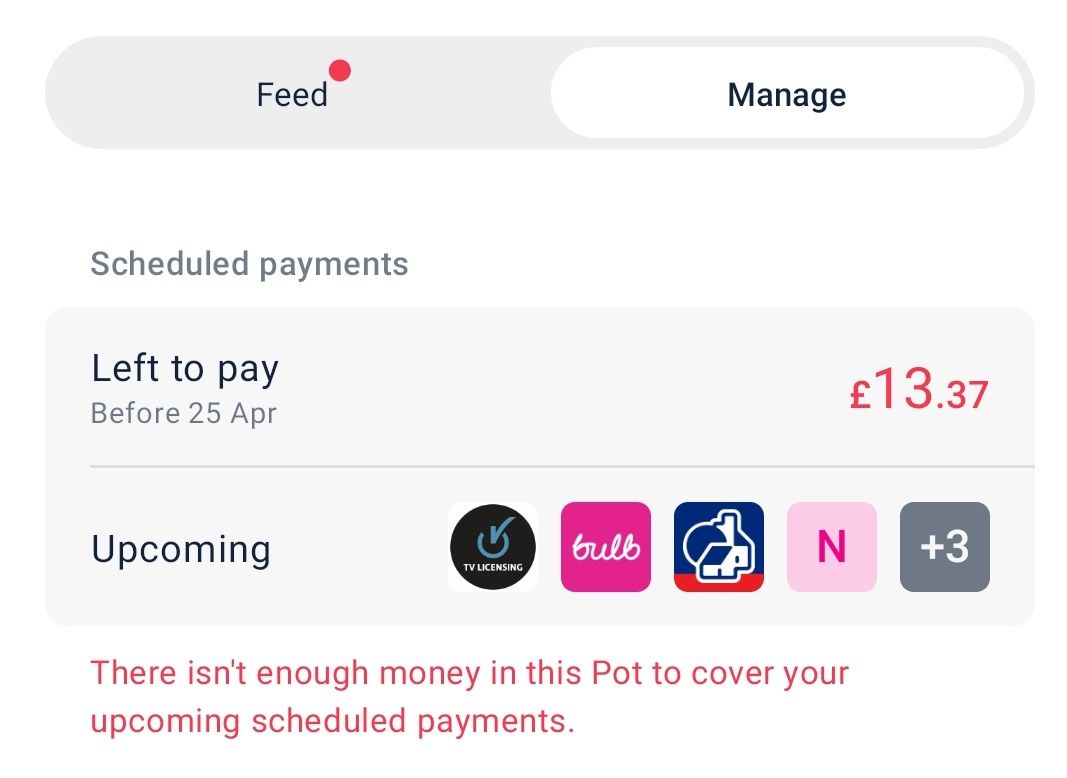 Feed
Manage
Scheduled payments
Left to pay
£13.37
Before 25 Apr
Upcoming
TV LICENSING
bulb
N
+3
There isn't enough money in this Pot to cover your
upcoming scheduled payments.